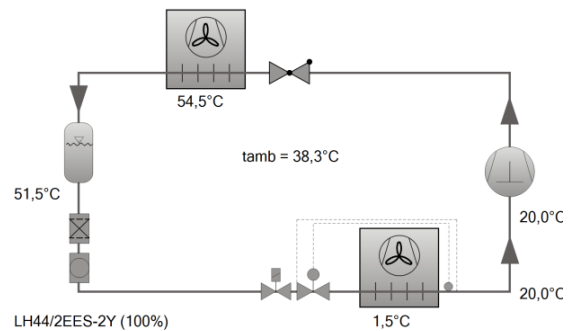 54,5°C
tamb = 38,3°C
51,5°C
20,0°C
20,0°C
LH44/2EES-2Y (100%)
1,5°C